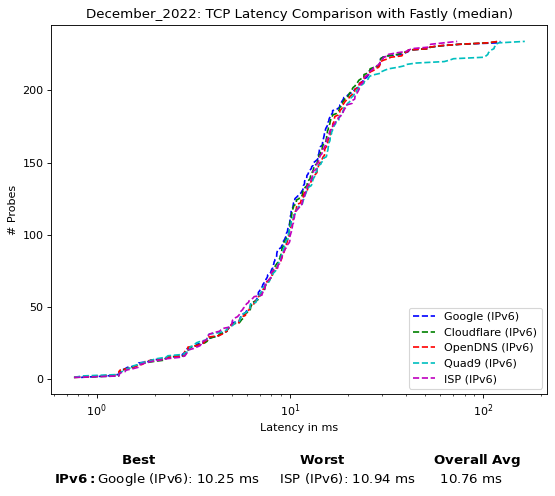 December_2022: TCP Latency Comparison with Fastly (median)
# Probes
200
150
100
50
0
10⁰
10¹
10²
Latency in ms
Google (IPv6)
Cloudflare (IPv6)
OpenDNS (IPv6)
Quad9 (IPv6)
ISP (IPv6)
Best Worst Overall Avg
IPv6: Google (IPv6): 10.25 ms ISP (IPv6): 10.94 ms 10.76 ms